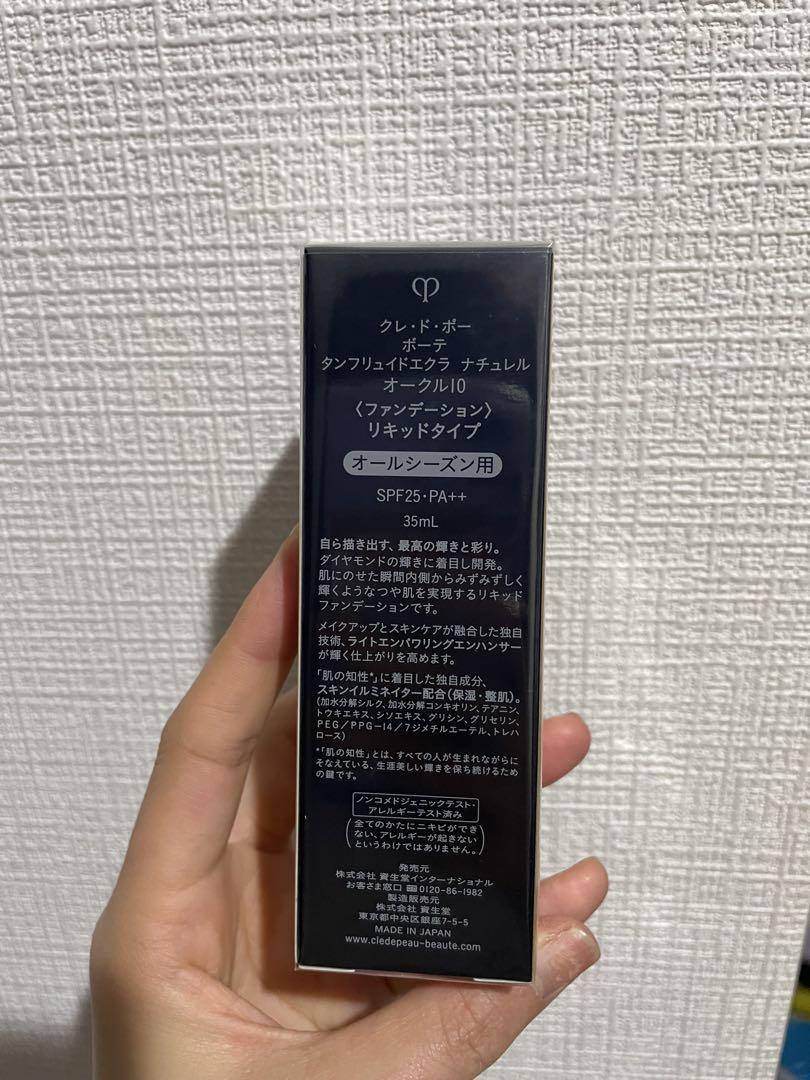 クレ・ド・ポー
ボーテ
タンフリュイドエクラ ナチュレル
オークル10
〈ファンデーション〉
リキッドタイプ
オールシーズン用
SPF25・PA++
35mL
自ら描き出す、最高の輝きと彩り。
ダイヤモンドの輝きに着目し開発。
肌にのせた瞬間内側からみずみずしく
輝くようなつや肌を実現するリキッド
ファンデーションです。
メイクアップとスキンケアが融合した独自
技術、ライトエンパワリングエンハンサー
が輝く仕上がりを高めます。
「肌の知性*」に着目した独自成分、
スキンイルミネイター配合(保湿・整肌)。
(加水分解シルク、加水分解コンキオリン、テアニン、
トウキエキス、シソエキス、グリシン、グリセリン、
PEG/PPG-14/7ジメチルエーテル、トレハ
ロース)
*「肌の知性」とは、すべての人が生まれながらに
そなえている、生涯美しい輝きを保ち続けるため
の鍵です。
ノンコメドジェニックテスト・
アレルギーテスト済み
(全てのかたにニキビができ
ない、アレルギーが起きない
というわけではありません。)
発売元
株式会社 資生堂インターナショナル
お客さま窓口 0120-86-1982
製造販売元
株式会社 資生堂
東京都中央区銀座7-5-5
MADE IN JAPAN
www.cledepeau-beaute.com